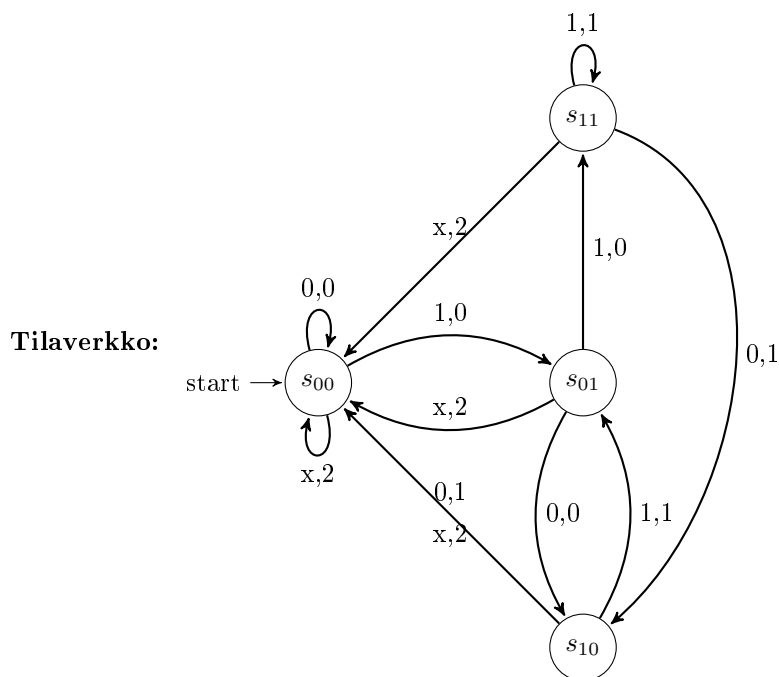 1,1
s11
x,2
1,0
0,0
1,0
Tilaverkko:
0,1
start
s00
s01
x,2
x,2
0,1
0,0
1,1
x,2
s10